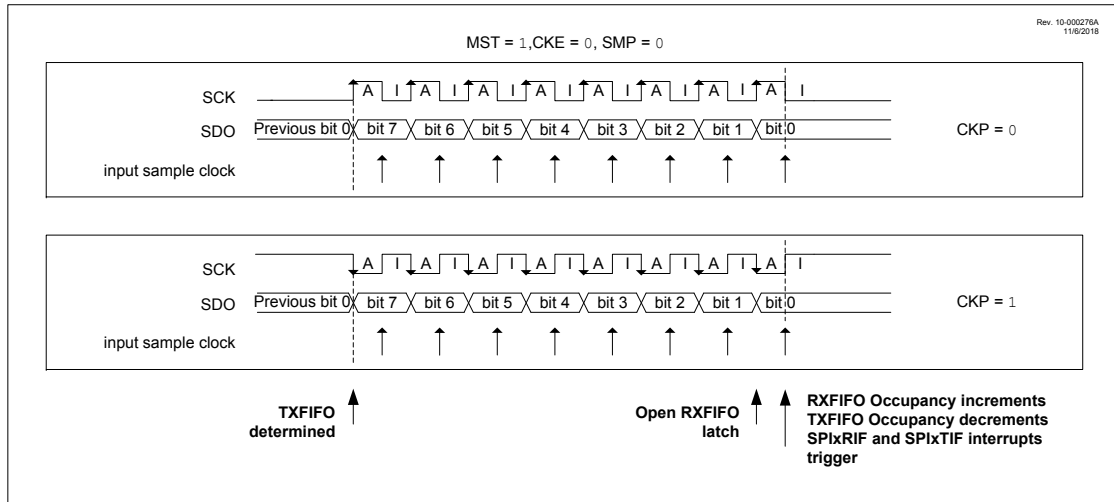 Rev. 10-000276A
11/6/2018
MST = 1,CKE = 0, SMP = 0
SCK A I A I A I A I A I A I A I A I
SDO Previous bit 0 bit 7 bit 6 bit 5 bit 4 bit 3 bit 2 bit 1 bit 0
CKP = 0
input sample clock
SCK A I A I A I A I A I A I A I A I
SDO Previous bit 0 bit 7 bit 6 bit 5 bit 4 bit 3 bit 2 bit 1 bit 0
CKP = 1
input sample clock
TXFIFO
determined
Open RXFIFO
latch
RXFIFO Occupancy increments
TXFIFO Occupancy decrements
SPIxRIF and SPIxTIF interrupts
trigger